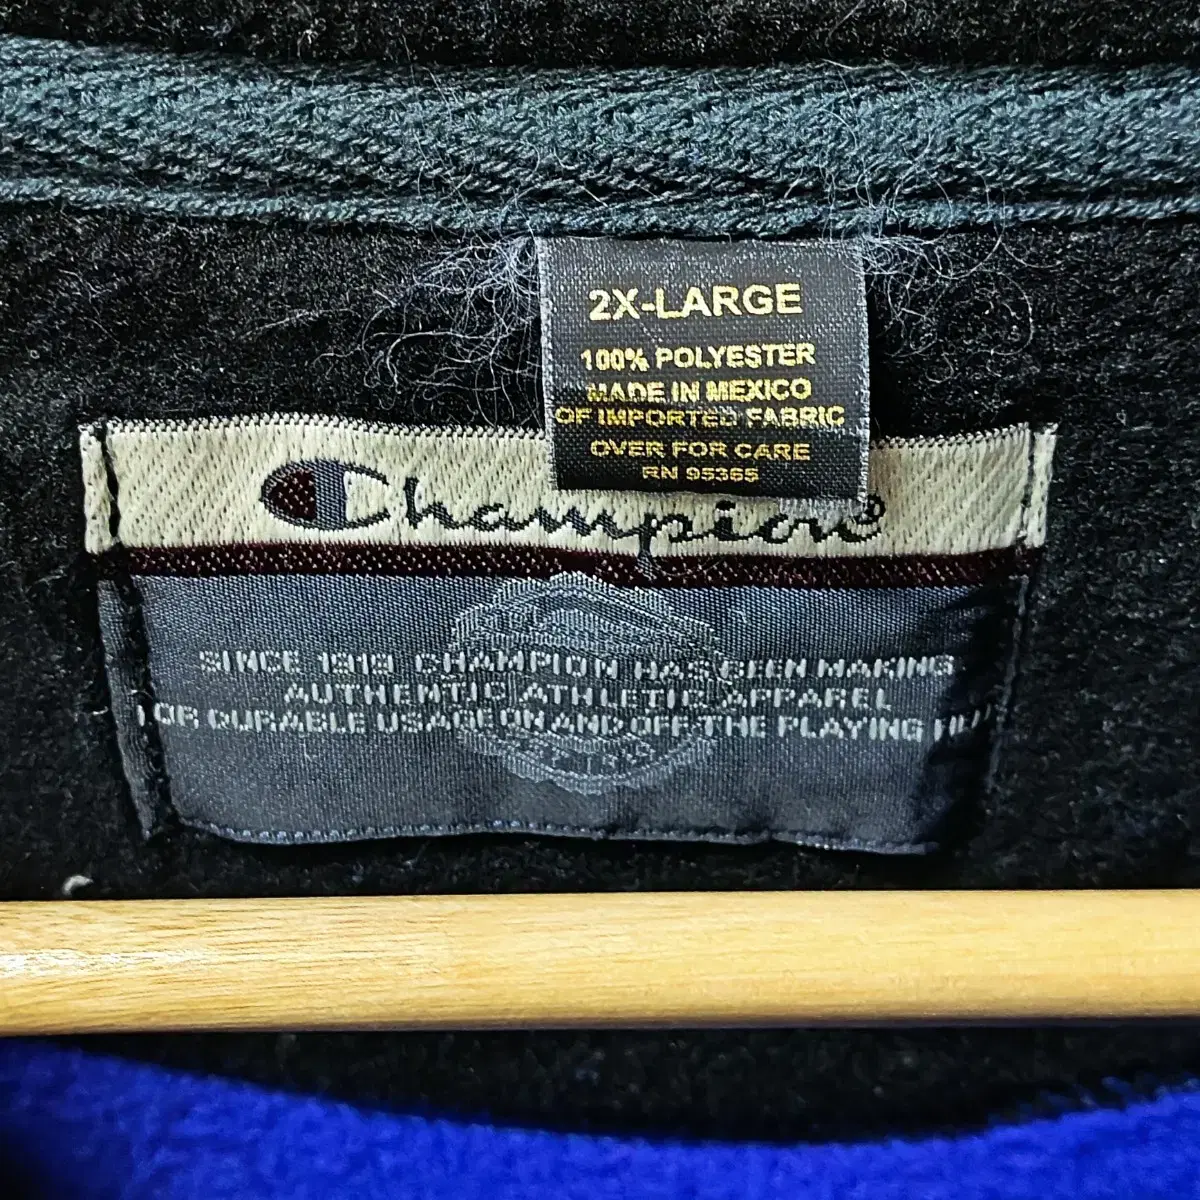 2X-LARGE
100% POLYESTER
MADE IN MEXICO
OF IMPORTED FABRIC
OVER FOR CARE
RN 95365
Champion®
SINCE 1919 CHAMPION HAS BEEN MAKING
AUTHENTIC ATHLETIC APPAREL
FOR DURABLE USAGE ON AND OFF THE PLAYING